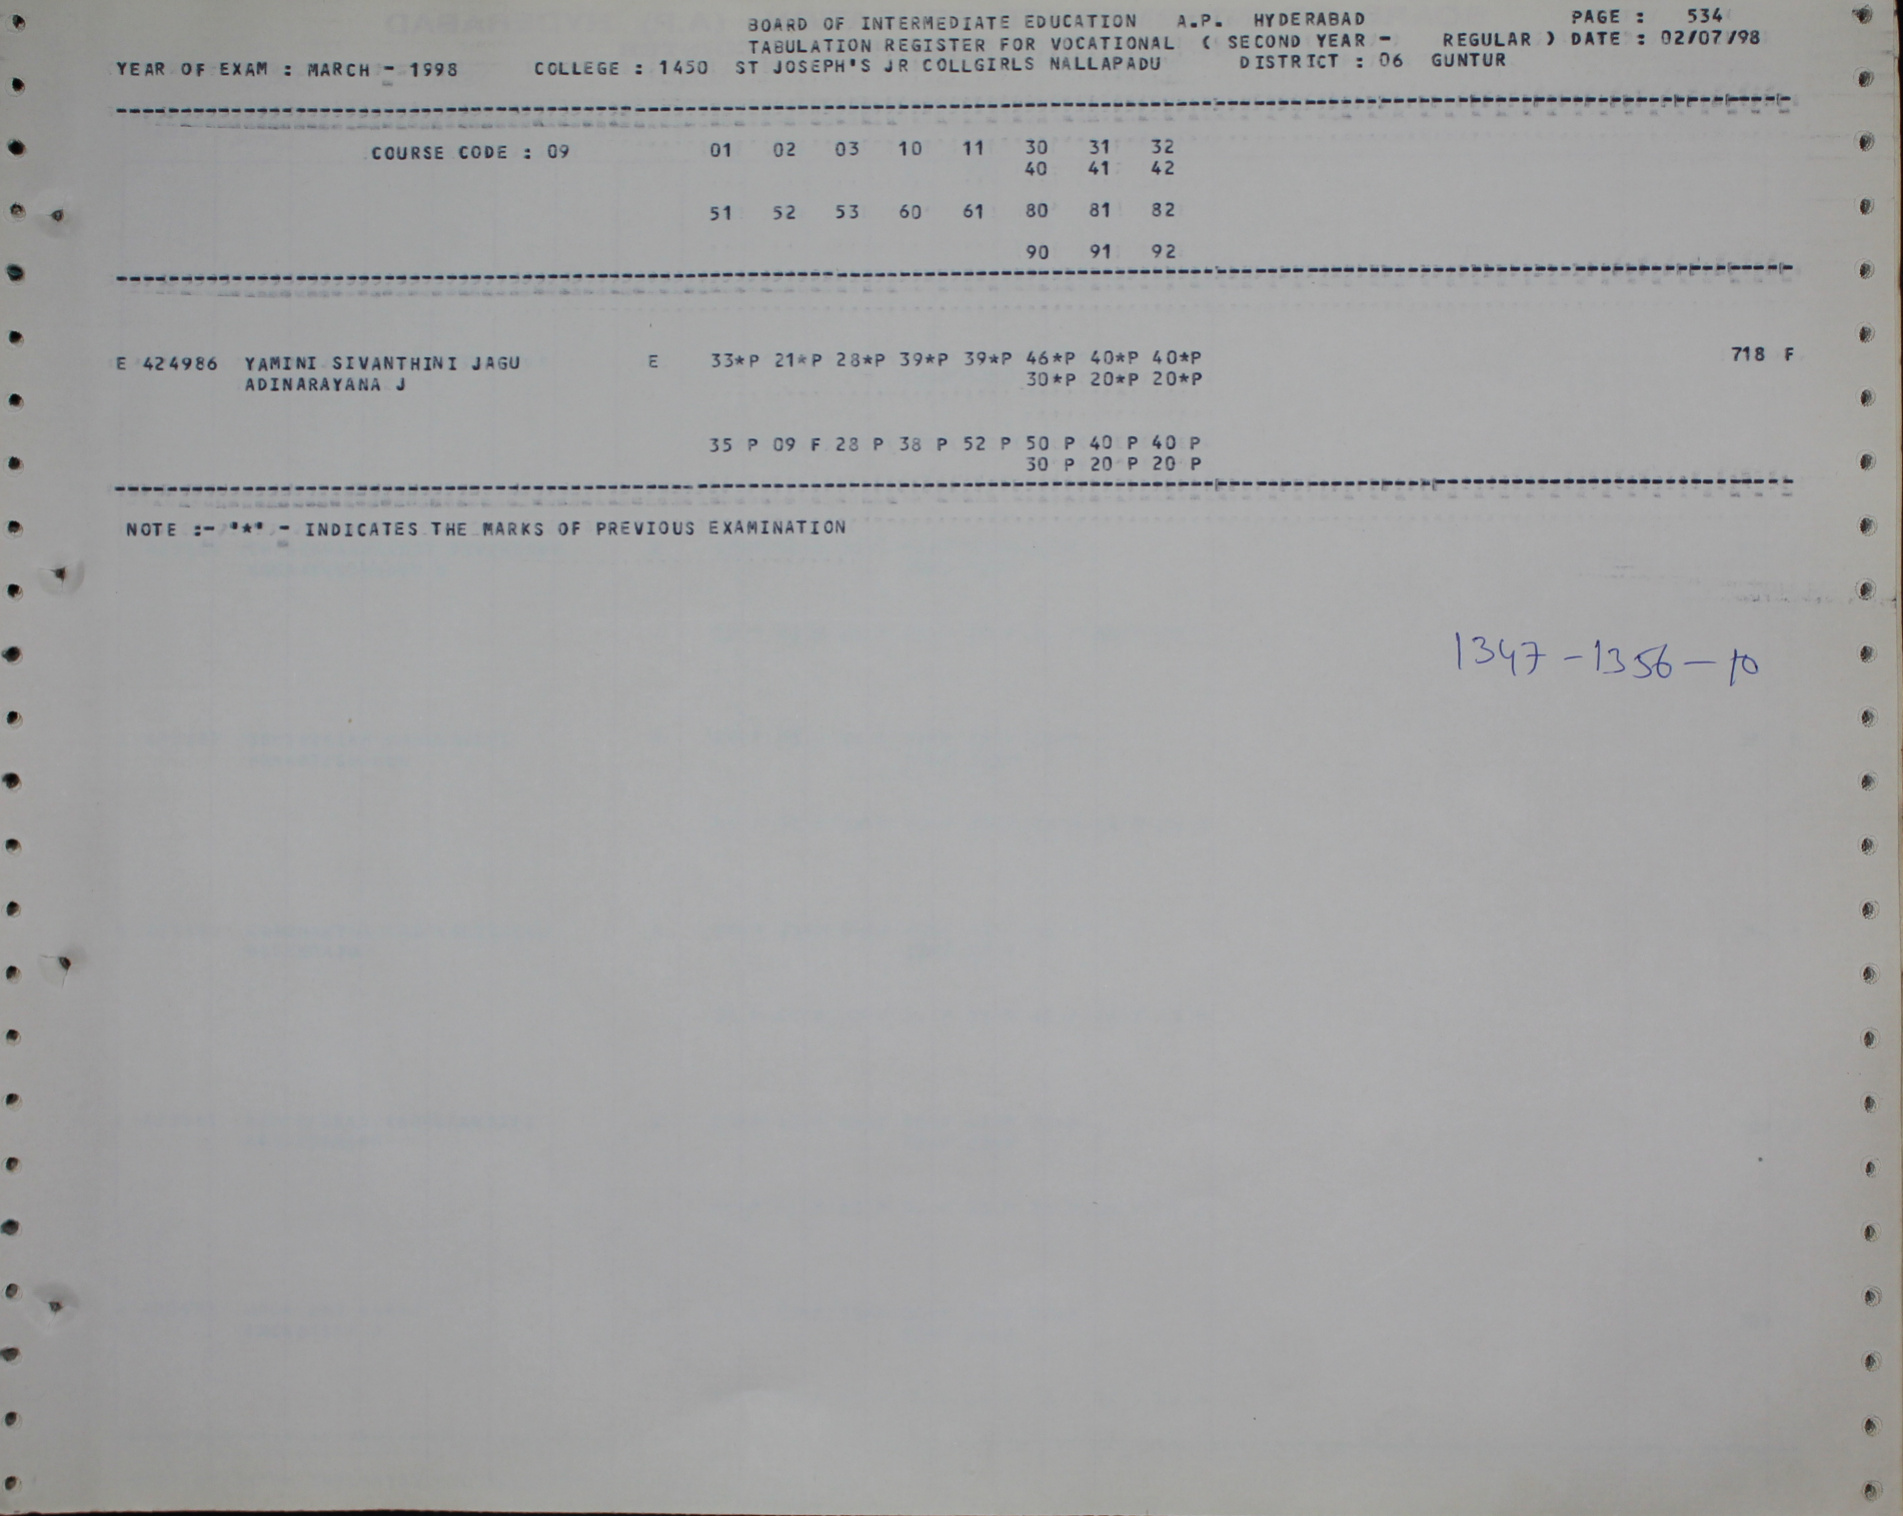 BOARD OF INTERMEDIATE EDUCATION A.P. HYDERABAD PAGE : 534
TABULATION REGISTER FOR VOCATIONAL ( SECOND YEAR - REGULAR ) DATE : 02/07/98
YEAR OF EXAM : MARCH - 1998 COLLEGE : 1450 ST JOSEPH'S JR COLLGIRLS NALLAPADU DISTRICT : 06 GUNTUR
COURSE CODE : 09 01 02 03 10 11 30 31 32
40 41 42
51 52 53 60 61 80 81 82
90 91 92
E 424986 YAMINI SIVANTHINI JAGU E 33*P 21*P 28*P 39*P 39*P 46*P 40*P 40*P 718 F
ADINARAYANA J 30*P 20*P 20*P
35 P 09 F 28 P 38 P 52 P 50 P 40 P 40 P
30 P 20 P 20 P
NOTE :- '*' - INDICATES THE MARKS OF PREVIOUS EXAMINATION
1347 - 1356 - 10